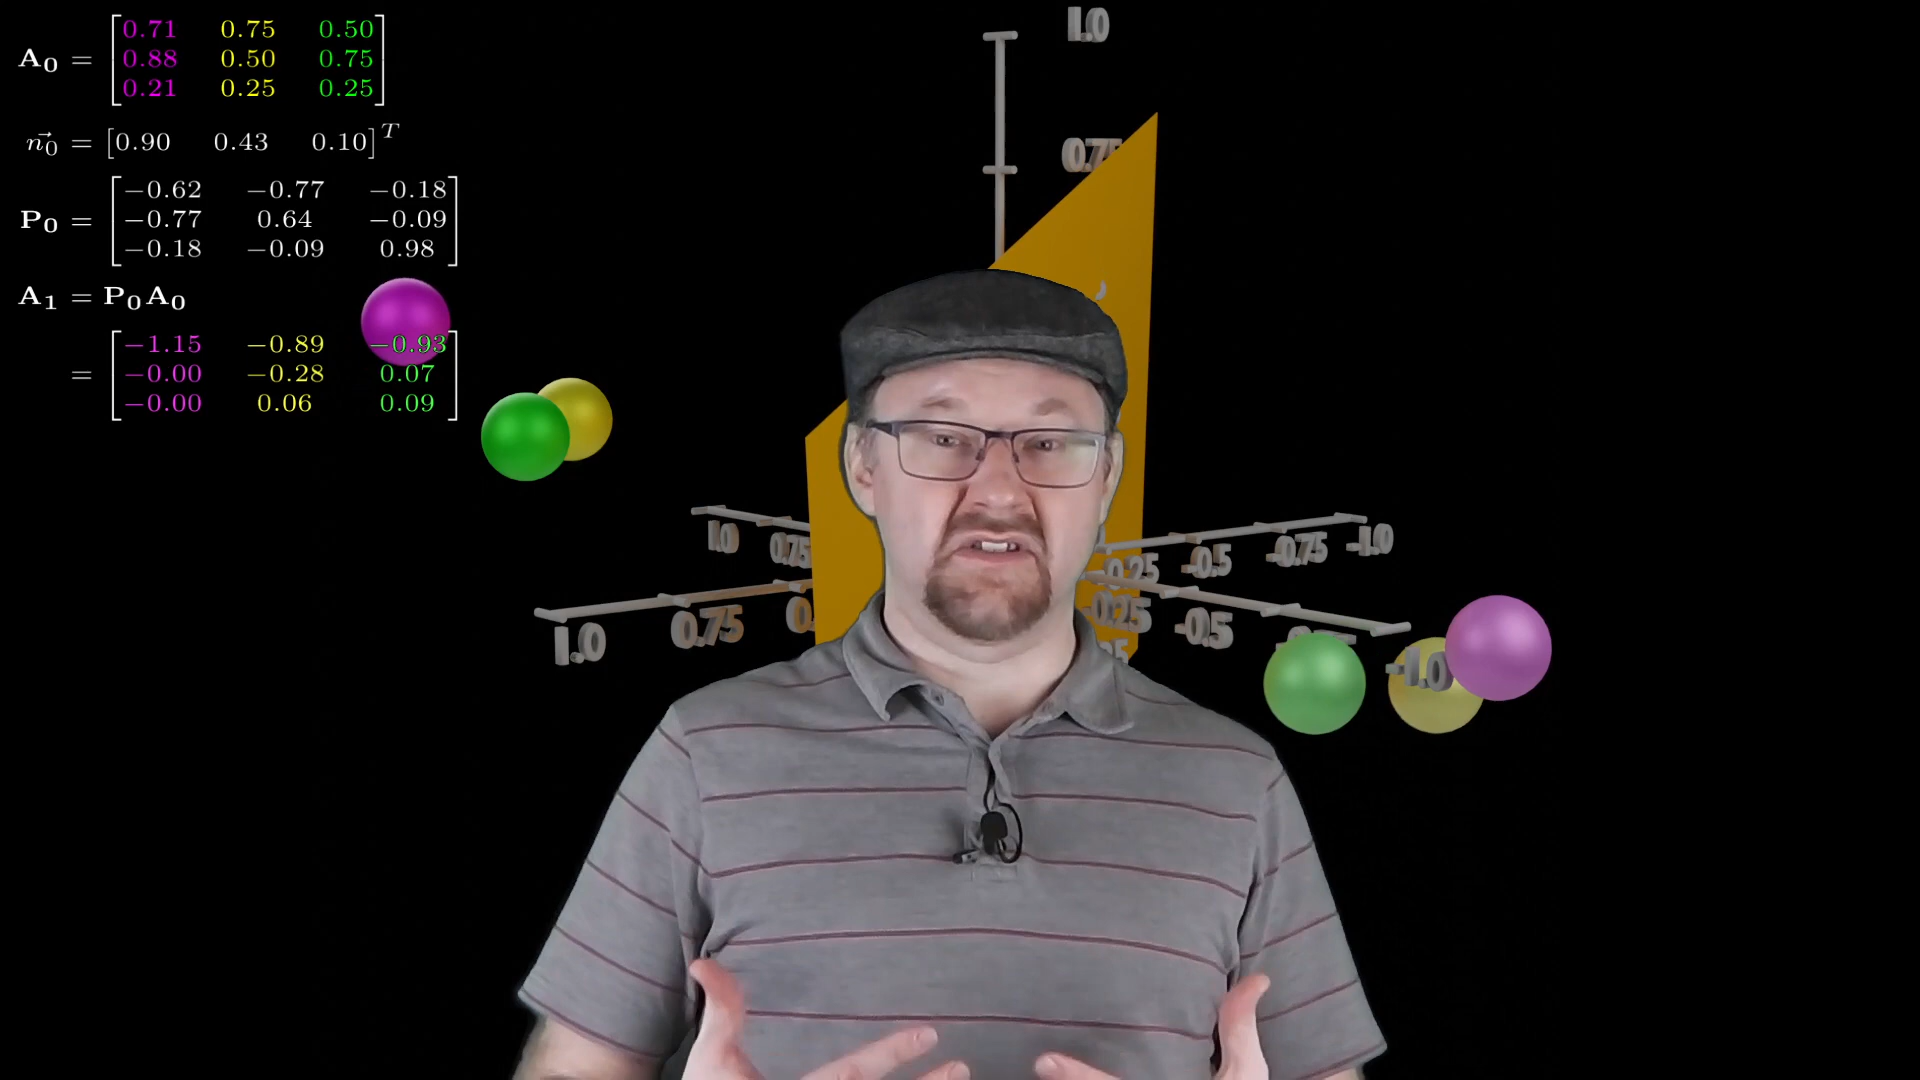 A₀ = [0.71 0.75 0.50
0.88 0.50 0.75
0.21 0.25 0.25]
n⃗₀ = [0.90 0.43 0.10]ᵀ
P₀ = [−0.62 −0.77 −0.18
−0.77 0.64 −0.09
−0.18 −0.09 0.98]
A₁ = P₀A₀
= [−1.15 −0.89 −0.93
−0.00 −0.28 0.07
−0.00 0.06 0.09]
1.0
0.75
1.0 0.75
-0.25 -0.5 -0.75 -1.0
1.0 0.75
-0.25 -0.5 -1.0